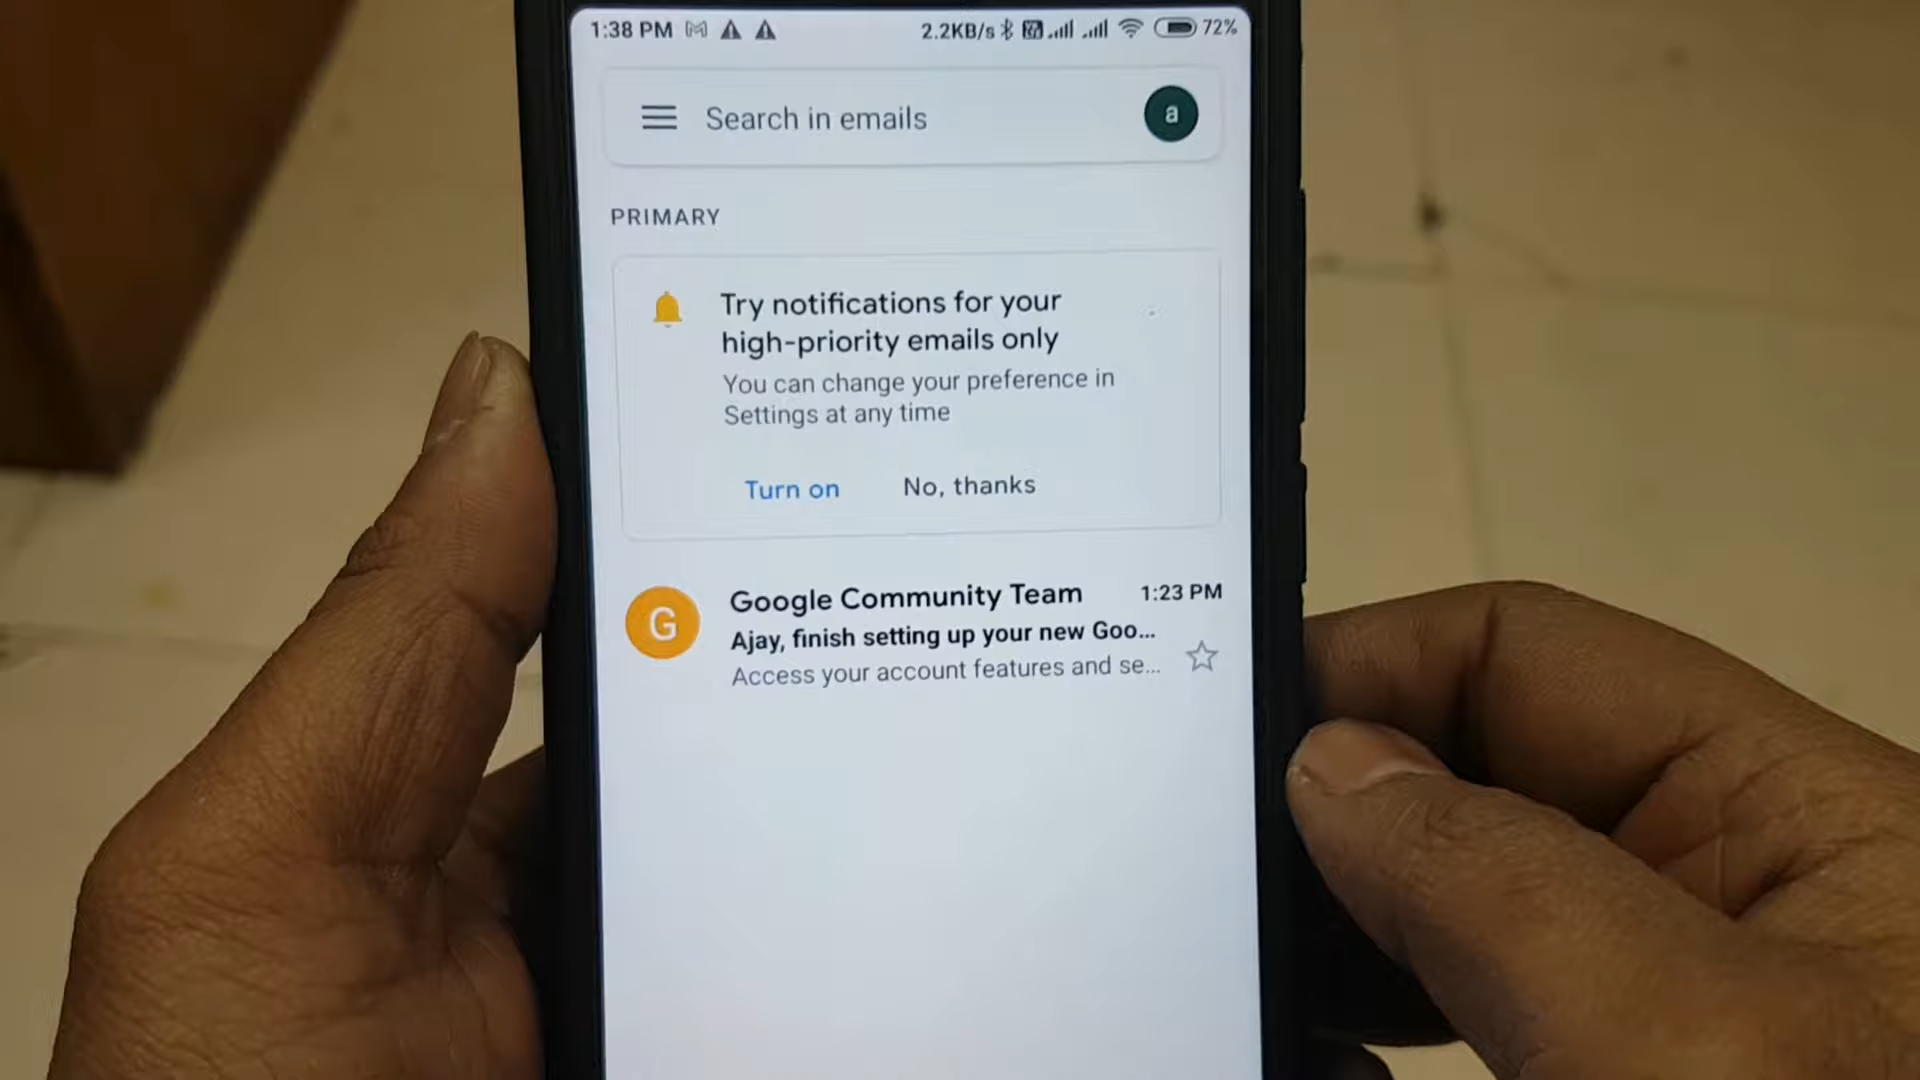 1:38 PM 2.2KB/s 72%
Search in emails a
PRIMARY
Try notifications for your
high-priority emails only
You can change your preference in
Settings at any time
Turn on No, thanks
G Google Community Team 1:23 PM
Ajay, finish setting up your new Goo...
Access your account features and se...